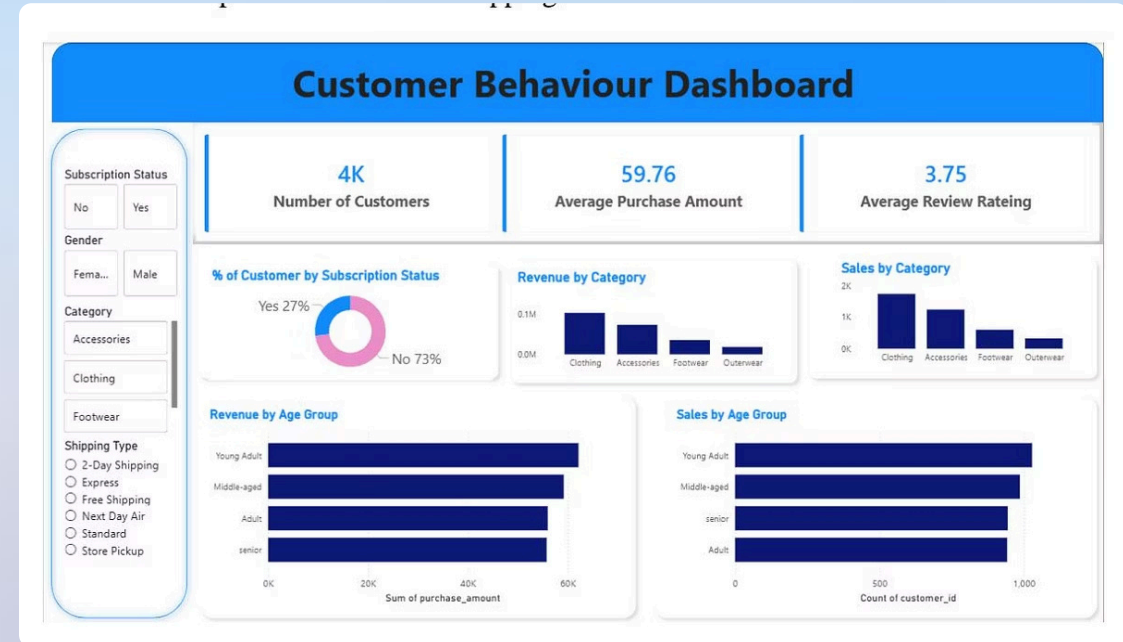 Customer Behaviour Dashboard
Subscription Status
No Yes
Gender
Fema... Male
Category
Accessories
Clothing
Footwear
Shipping Type
2-Day Shipping
Express
Free Shipping
Next Day Air
Standard
Store Pickup
4K
Number of Customers
59.76
Average Purchase Amount
3.75
Average Review Rateing
% of Customer by Subscription Status
Yes 27%
No 73%
Revenue by Category
0.1M
0.0M
Clothing Accessories Footwear Outerwear
Sales by Category
2K
1K
0K
Clothing Accessories Footwear Outerwear
Revenue by Age Group
Young Adult
Middle-aged
Adult
senior
0K 20K 40K 60K
Sum of purchase_amount
Sales by Age Group
Young Adult
Middle-aged
senior
Adult
0 500 1,000
Count of customer_id